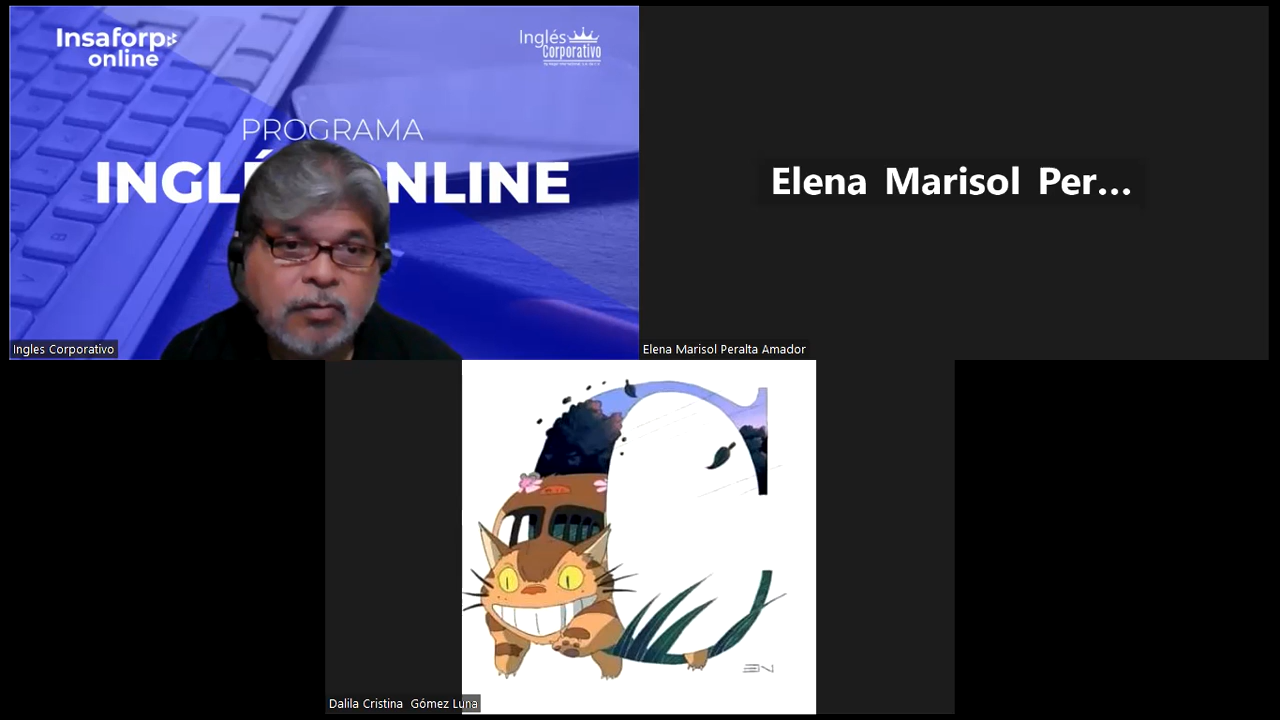 Insaforp
online
Inglés
Corporativo
PROGRAMA
INGLÉ ONLINE
Ingles Corporativo
Elena Marisol Per...
Elena Marisol Peralta Amador
Dalila Cristina Gómez Luna